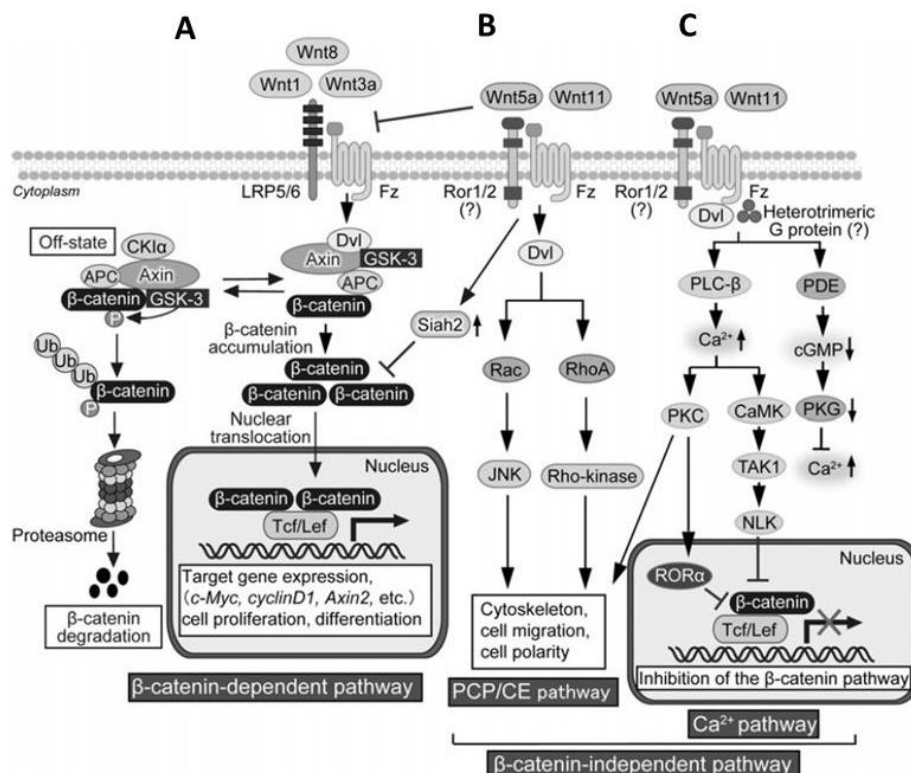 A
B
C
Wnt8
Wnt1
Wnt3a
Wnt5a
Wnt11
Wnt5a
Wnt11
Cytoplasm
LRP5/6
Fz
Ror1/2
(?)
Fz
Ror1/2
(?)
Fz
Dvl
Heterotrimeric
G protein (?)
Off-state
CKIα
APC
Axin
β-catenin
GSK-3
P
Dvl
Axin
GSK-3
APC
β-catenin
Dvl
PLC-β
PDE
Siah2
Ub
Ub
Ub
β-catenin
P
β-catenin
accumulation
β-catenin
β-catenin
β-catenin
Nuclear
translocation
Rac
RhoA
Ca2+
cGMP
PKC
CaMK
PKG
TAK1
Ca2+
NLK
JNK
Rho-kinase
Proteasome
β-catenin
degradation
Nucleus
β-catenin
β-catenin
Tcf/Lef
Target gene expression,
(c-Myc, cyclinD1, Axin2, etc.)
cell proliferation, differentiation
Cytoskeleton,
cell migration,
cell polarity
Nucleus
RORα
β-catenin
Tcf/Lef
Inhibition of the β-catenin pathway
β-catenin-dependent pathway
PCP/CE pathway
Ca2+ pathway
β-catenin-independent pathway